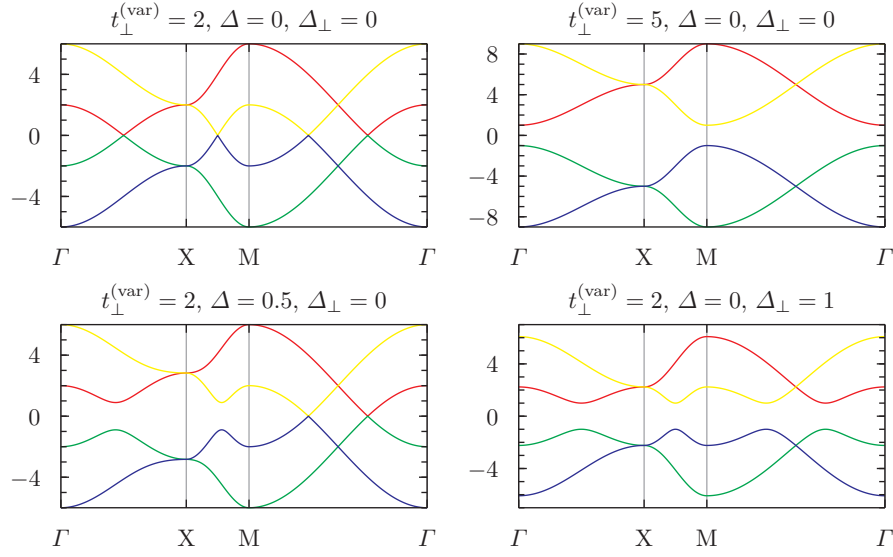 t⊥^(var) = 2, Δ = 0, Δ⊥ = 0
4
0
−4
Γ X M Γ
t⊥^(var) = 5, Δ = 0, Δ⊥ = 0
8
4
0
−4
−8
Γ X M Γ
t⊥^(var) = 2, Δ = 0.5, Δ⊥ = 0
4
0
−4
Γ X M Γ
t⊥^(var) = 2, Δ = 0, Δ⊥ = 1
4
0
−4
Γ X M Γ